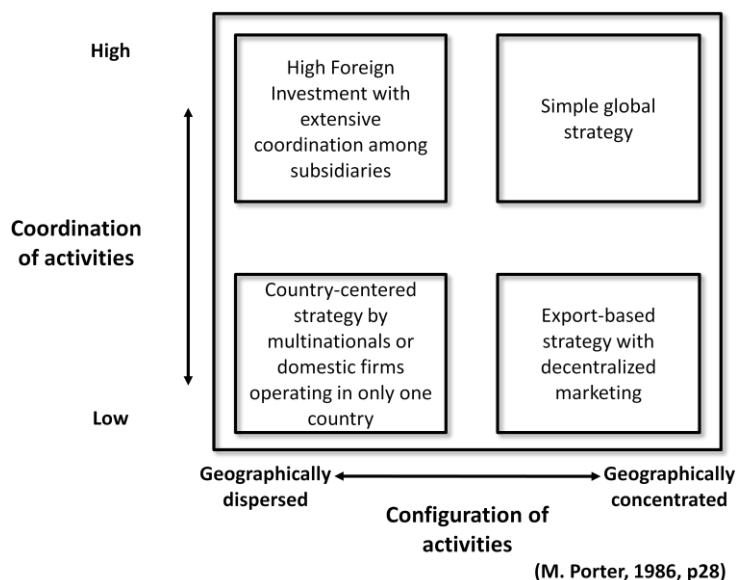 High
High Foreign
Investment with
extensive
coordination among
subsidiaries
Simple global
strategy
Coordination
of activities
Country-centered
strategy by
multinationals or
domestic firms
operating in only one
country
Export-based
strategy with
decentralized
marketing
Low
Geographically
dispersed
Geographically
concentrated
Configuration of
activities
(M. Porter, 1986, p28)